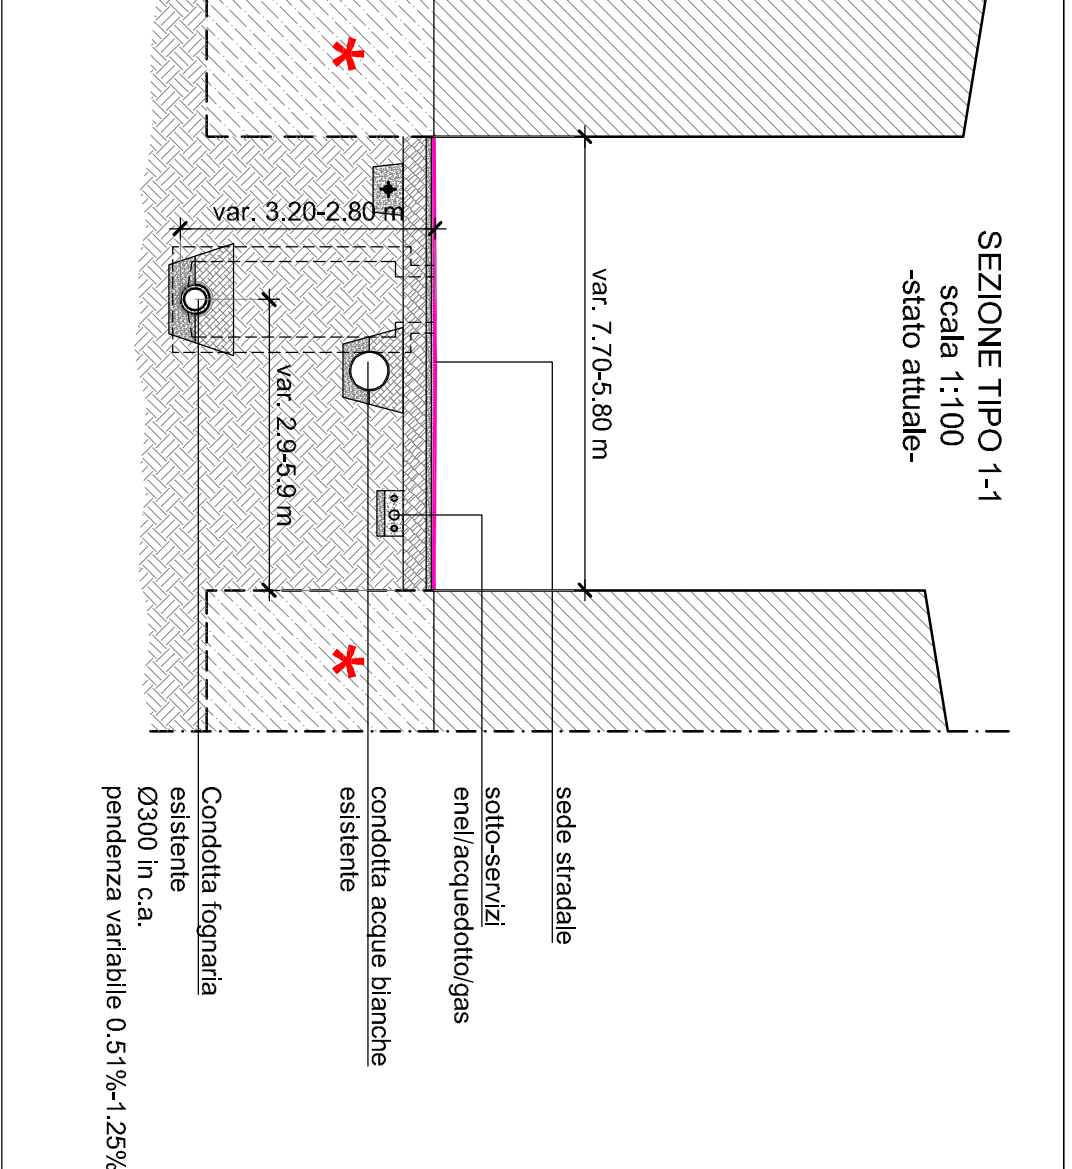 SEZIONE TIPO 1-1
scala 1:100
-stato attuale-
var. 7.70-5.80 m
var. 3.20-2.80 m
var. 2.9-5.9 m
*
*
sede stradale
sotto-servizi
enel/acquedotto/gas
condotta acque bianche
esistente
Condotta fognaria
esistente
Ø300 in c.a.
pendenza variabile 0.51%-1.25%